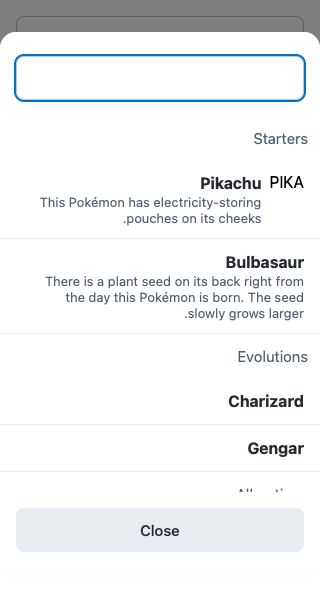 Starters
Pikachu PIKA
This Pokémon has electricity-storing
.pouches on its cheeks
Bulbasaur
There is a plant seed on its back right from
the day this Pokémon is born. The seed
.slowly grows larger
Evolutions
Charizard
Gengar
Close